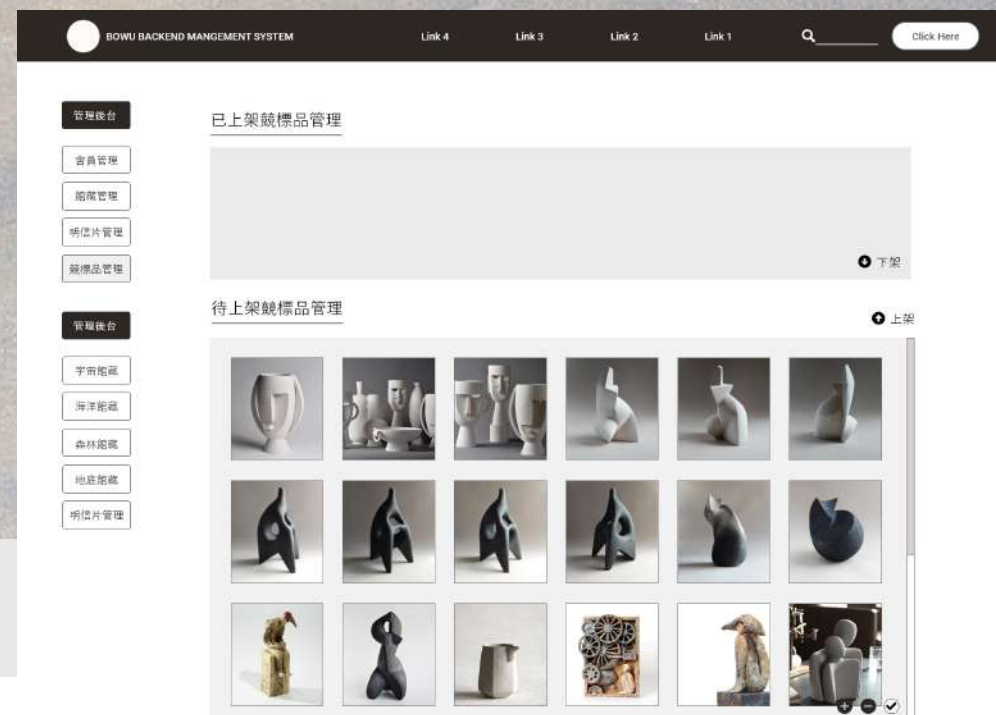 BOWU BACKEND MANGEMENT SYSTEM
Link 4
Link 3
Link 2
Link 1
Click Here
管理後台
會員管理
館藏管理
明信片管理
競標品管理
管理後台
宇宙館藏
海洋館藏
森林館藏
地底館藏
明信片管理
已上架競標品管理
下架
待上架競標品管理
上架